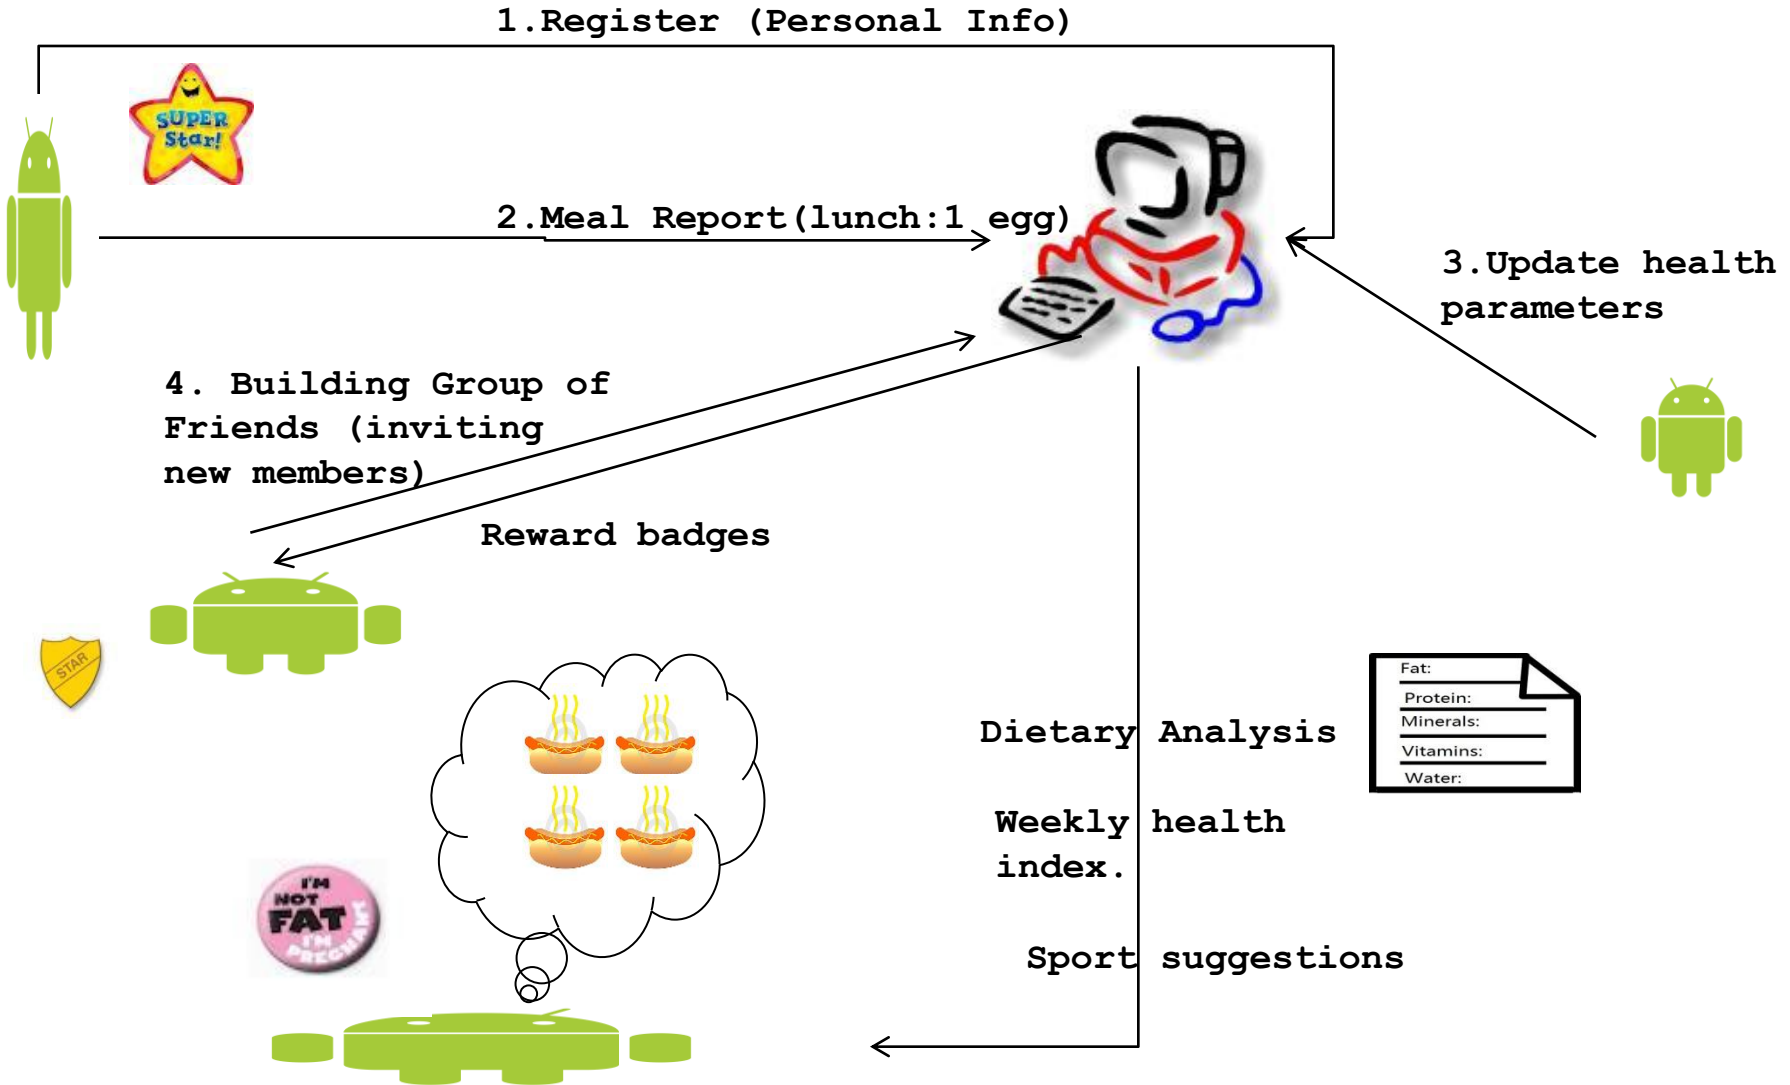 1.Register (Personal Info)
SUPER
Star!
2.Meal Report(lunch:1 egg)
3.Update health
parameters
4. Building Group of
Friends (inviting
new members)
Reward badges
STAR
Fat:
Protein:
Minerals:
Vitamins:
Water:
Dietary Analysis
Weekly health
index.
I'M
NOT
FAT
I'M
PREGNANT
Sport suggestions